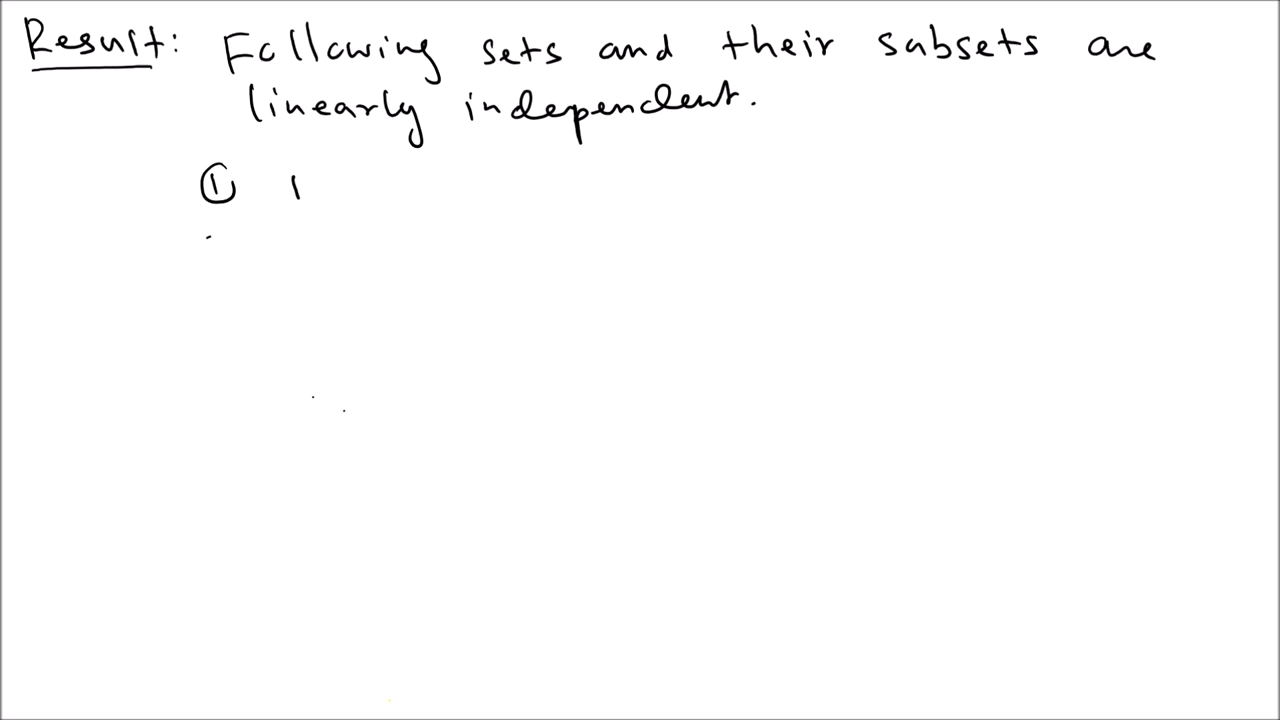 Result: Following sets and their subsets are
linearly independent.
①